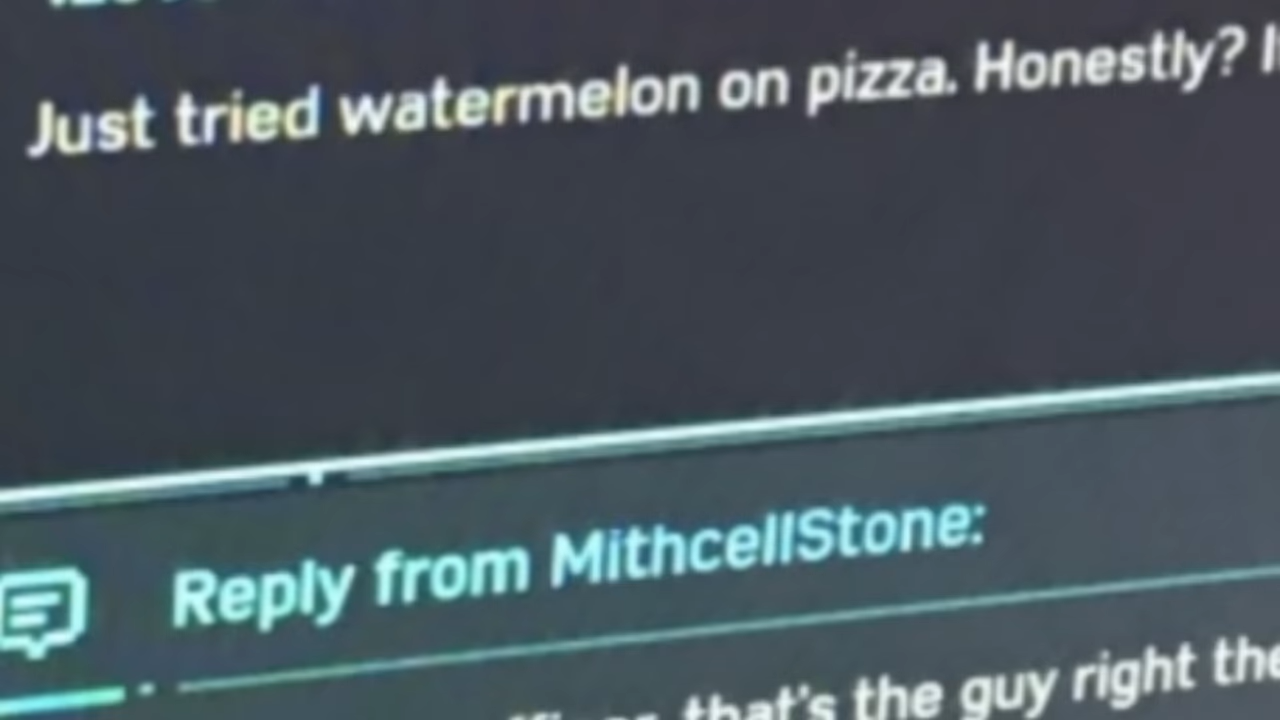 Just tried watermelon on pizza. Honestly?
Reply from MithcellStone:
that's the guy right